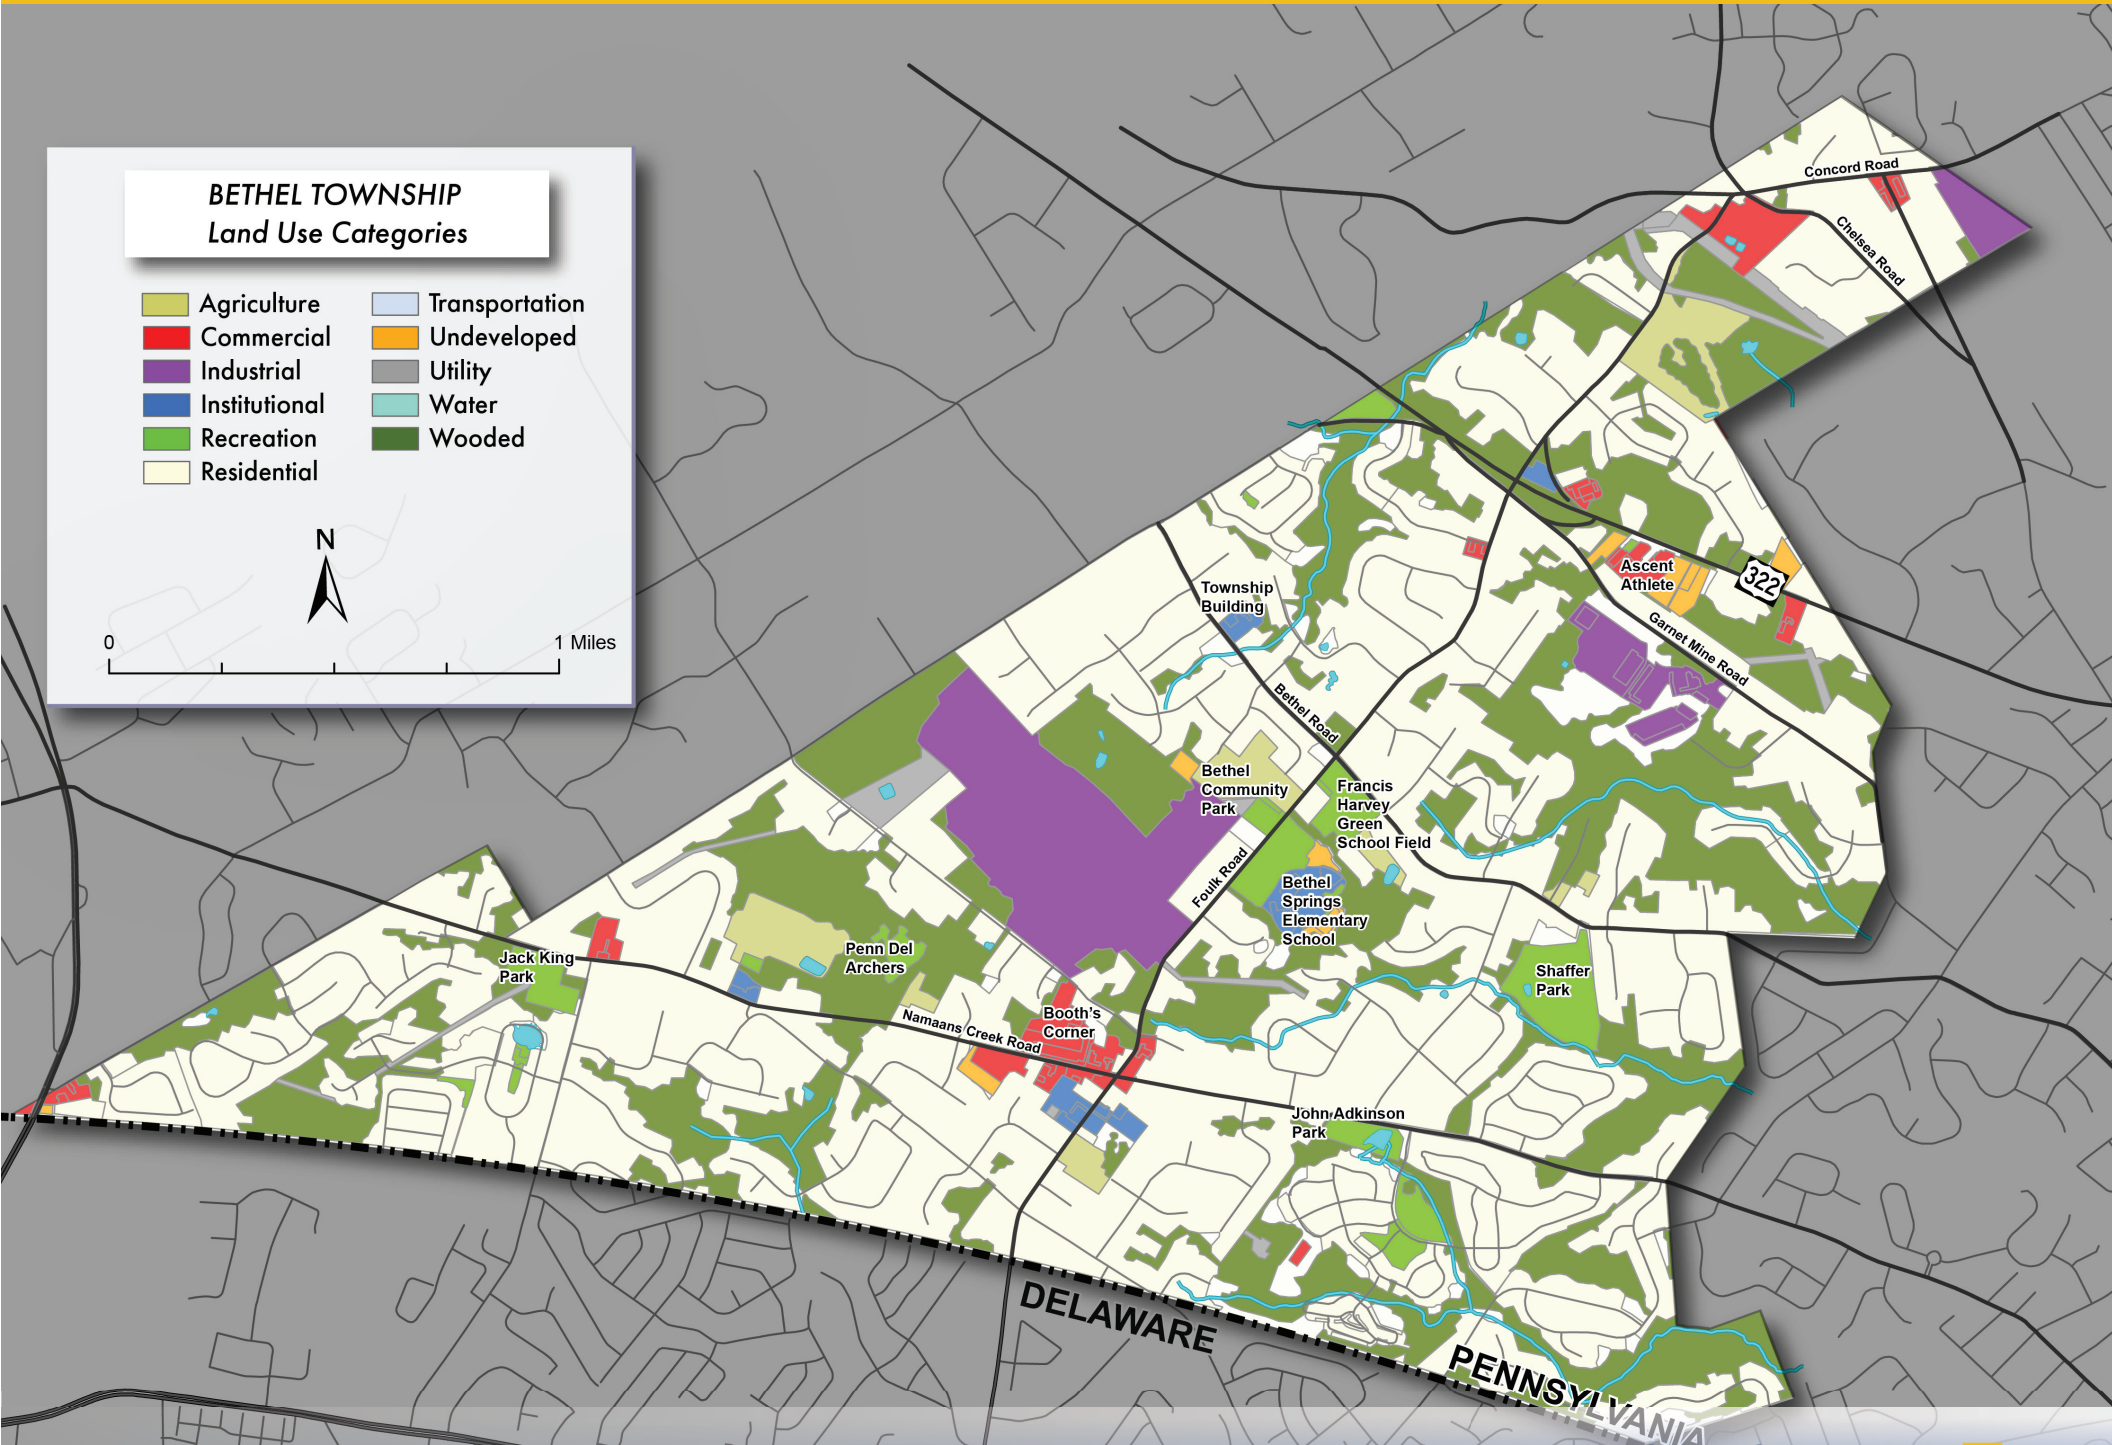 BETHEL TOWNSHIP
Land Use Categories
Agriculture
Commercial
Industrial
Institutional
Recreation
Residential
Transportation
Undeveloped
Utility
Water
Wooded
N
0
1 Miles
Concord Road
Chelsea Road
322
Ascent
Athlete
Garnet Mine Road
Township
Building
Bethel Road
Bethel
Community
Park
Francis
Harvey
Green
School Field
Foulk Road
Bethel
Springs
Elementary
School
Penn Del
Archers
Jack King
Park
Shaffer
Park
Booth's
Corner
Namaans Creek Road
John Adkinson
Park
DELAWARE
PENNSYLVANIA